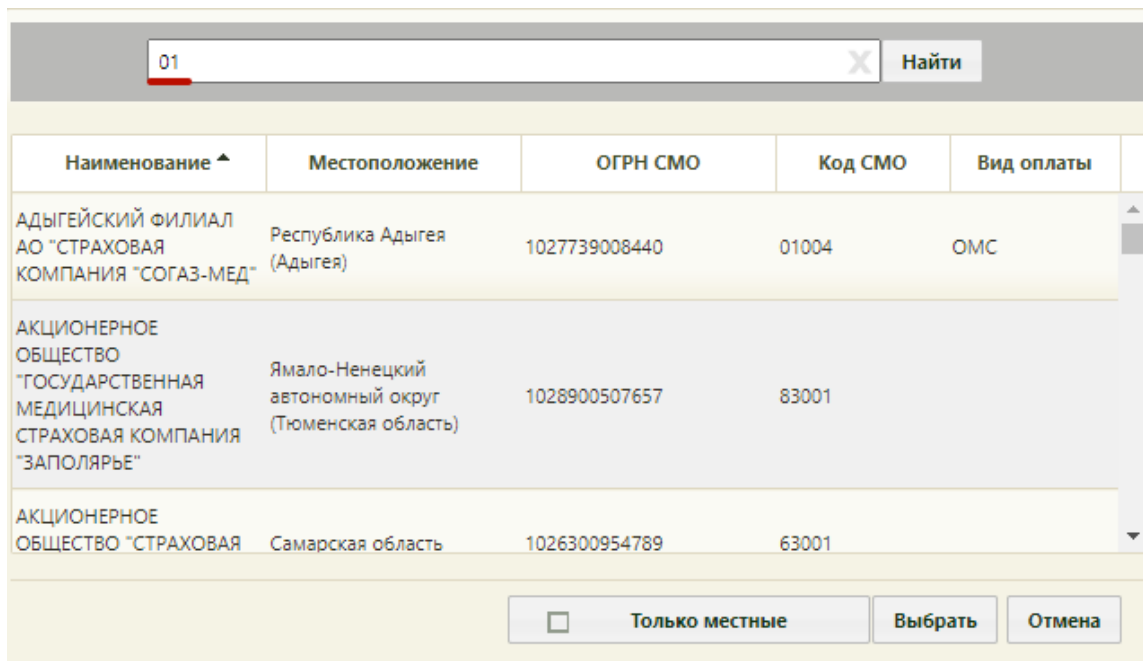 01
X
Найти
Наименование
Местоположение
ОГРН СМО
Код СМО
Вид оплаты
АДЫГЕЙСКИЙ ФИЛИАЛ
АО "СТРАХОВАЯ
КОМПАНИЯ "СОГАЗ-МЕД"
Республика Адыгея
(Адыгея)
1027739008440
01004
ОМС
АКЦИОНЕРНОЕ
ОБЩЕСТВО
"ГОСУДАРСТВЕННАЯ
МЕДИЦИНСКАЯ
СТРАХОВАЯ КОМПАНИЯ
"ЗАПОЛЯРЬЕ"
Ямало-Ненецкий
автономный округ
(Тюменская область)
1028900507657
83001
АКЦИОНЕРНОЕ
ОБЩЕСТВО "СТРАХОВАЯ
Самарская область
1026300954789
63001
Только местные
Выбрать
Отмена